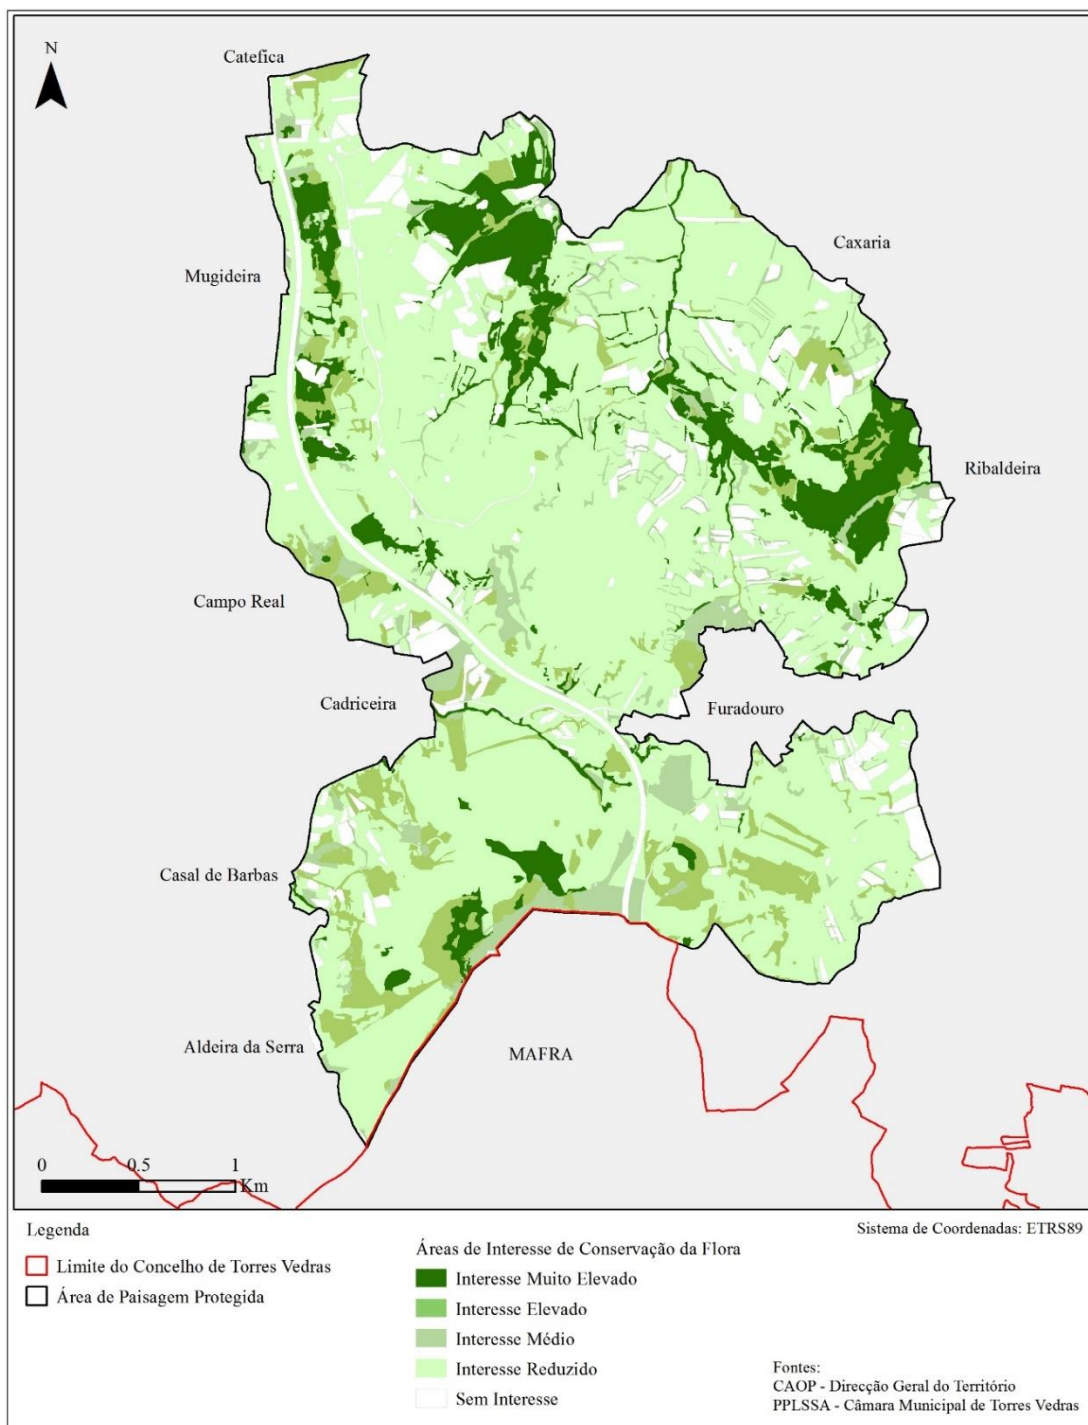 N
Catefica
Caxaria
Mugideira
Ribaldeira
Campo Real
Cadriceira
Furadouro
Casal de Barbas
Aldeira da Serra
MAFRA
0 0.5 1
Km
Legenda
Limite do Concelho de Torres Vedras
Área de Paisagem Protegida
Áreas de Interesse de Conservação da Flora
Interesse Muito Elevado
Interesse Elevado
Interesse Médio
Interesse Reduzido
Sem Interesse
Sistema de Coordenadas: ETRS89
Fontes:
CAOP - Direcção Geral do Território
PPLSSA - Câmara Municipal de Torres Vedras